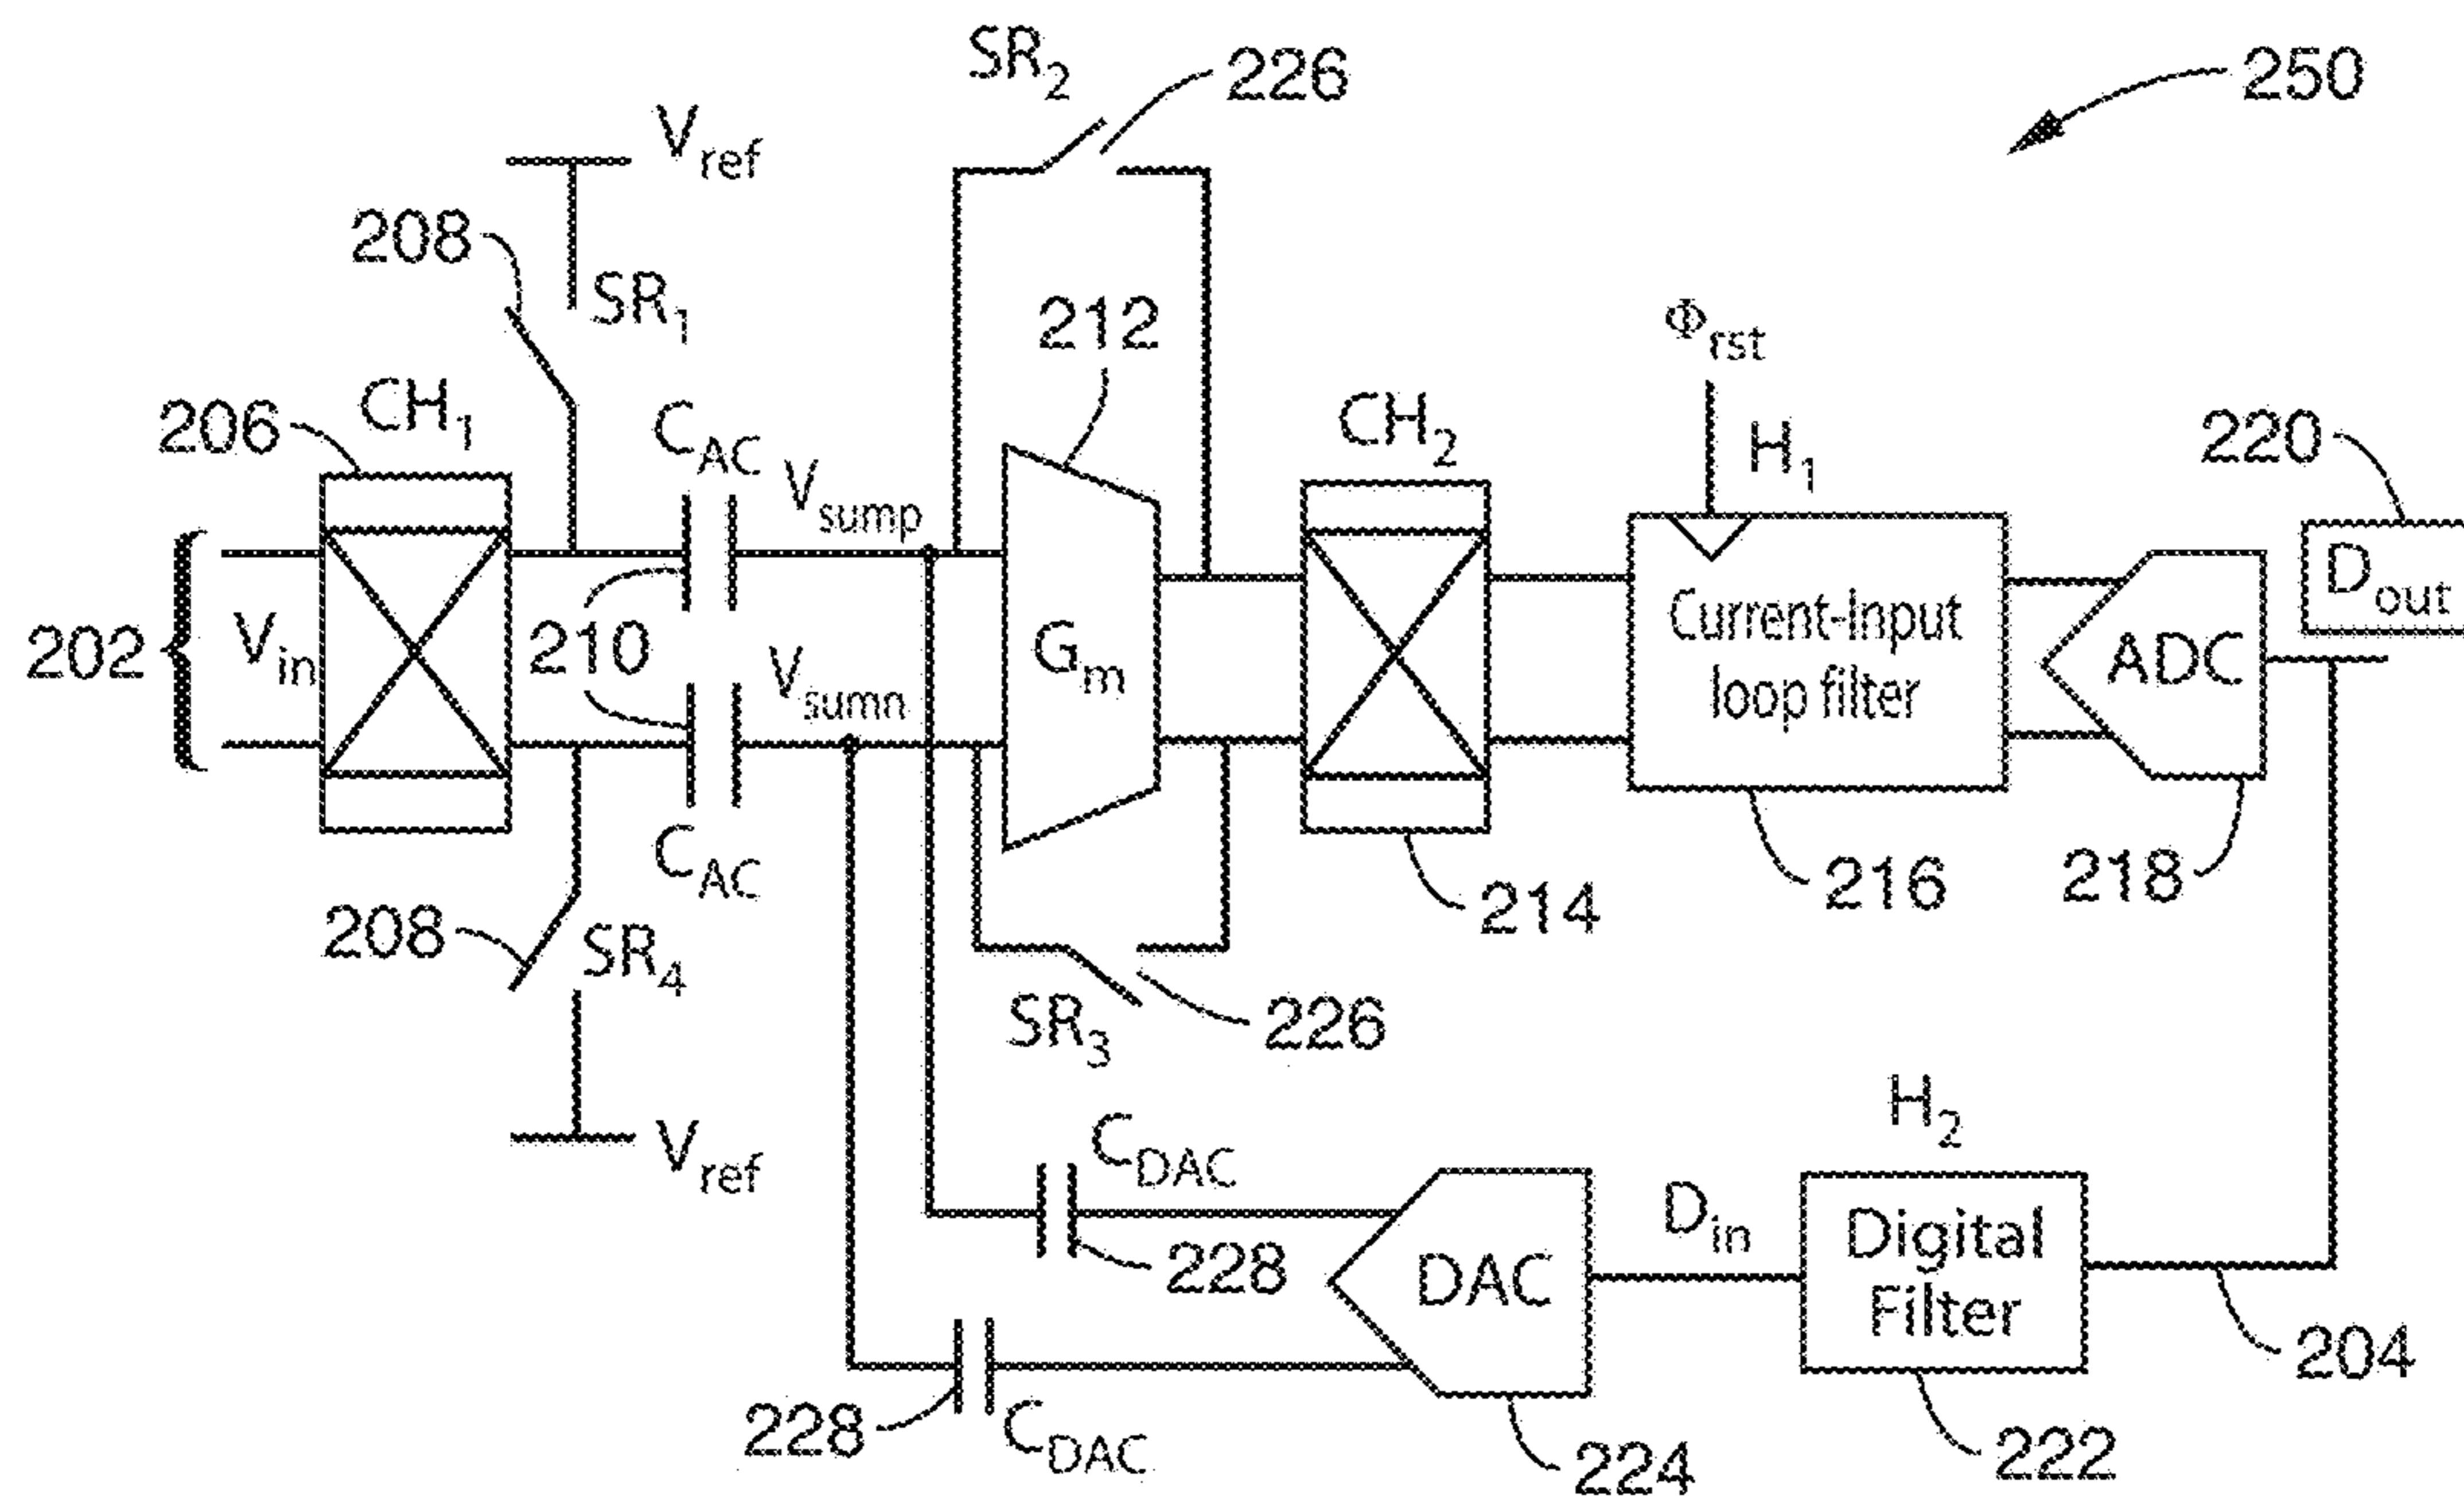 SR2
226
250
Vref
208
SR1
212
Φrst
206
CH1
CAC
Vsump
CH2
H1
220
202
Vin
210
Vsumn
Gm
Current-Input
loop filter
ADC
Dout
CAC
208
SR4
214
216
218
SR3
226
Vref
CDAC
H2
228
DAC
Din
Digital
Filter
204
228
CDAC
224
222